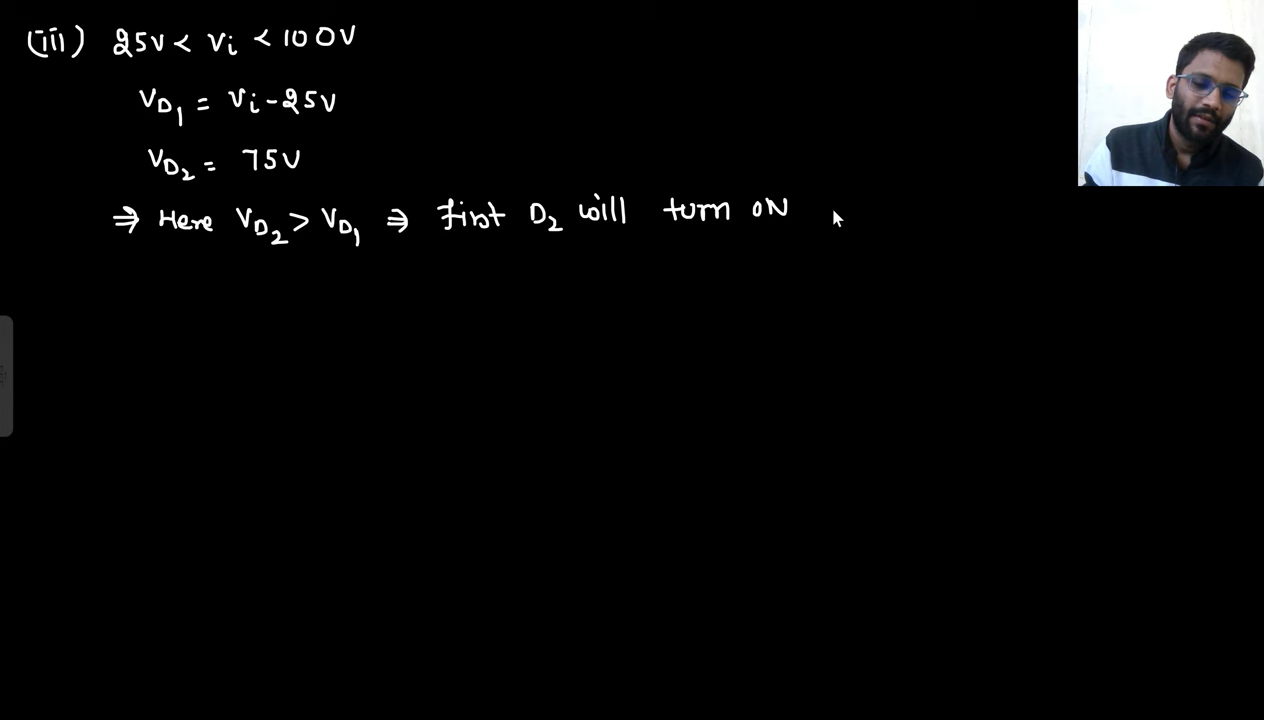 (iii) 25V < Vi < 100V
VD1 = Vi - 25V
VD2 = 75V
⇒ Here VD2 > VD1 ⇒ first D2 will turn ON